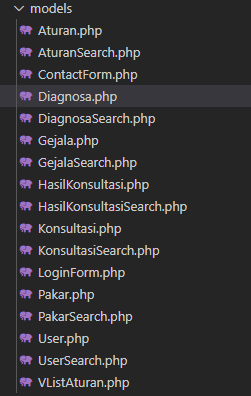 models
Aturan.php
AturanSearch.php
ContactForm.php
Diagnosa.php
DiagnosaSearch.php
Gejala.php
GejalaSearch.php
HasilKonsultasi.php
HasilKonsultasiSearch.php
Konsultasi.php
KonsultasiSearch.php
LoginForm.php
Pakar.php
PakarSearch.php
User.php
UserSearch.php
VListAturan.php